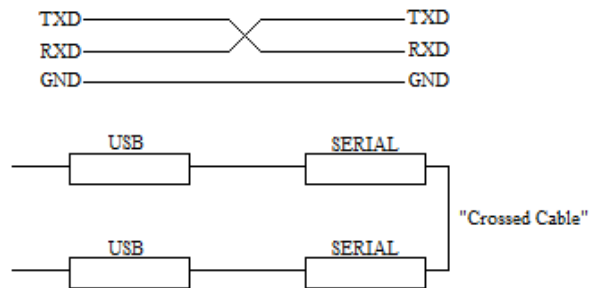 TXD TXD
RXD RXD
GND GND
USB SERIAL
"Crossed Cable"
USB SERIAL